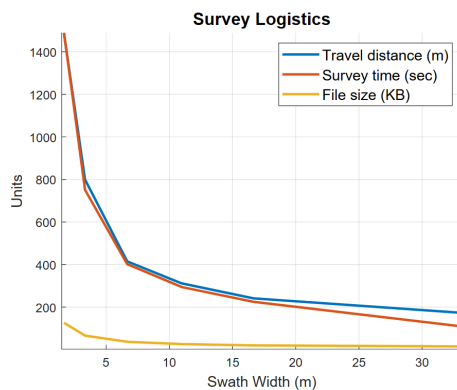 Survey Logistics
Travel distance (m)
Survey time (sec)
File size (KB)
1400
1200
1000
800
600
400
200
Units
5 10 15 20 25 30
Swath Width (m)